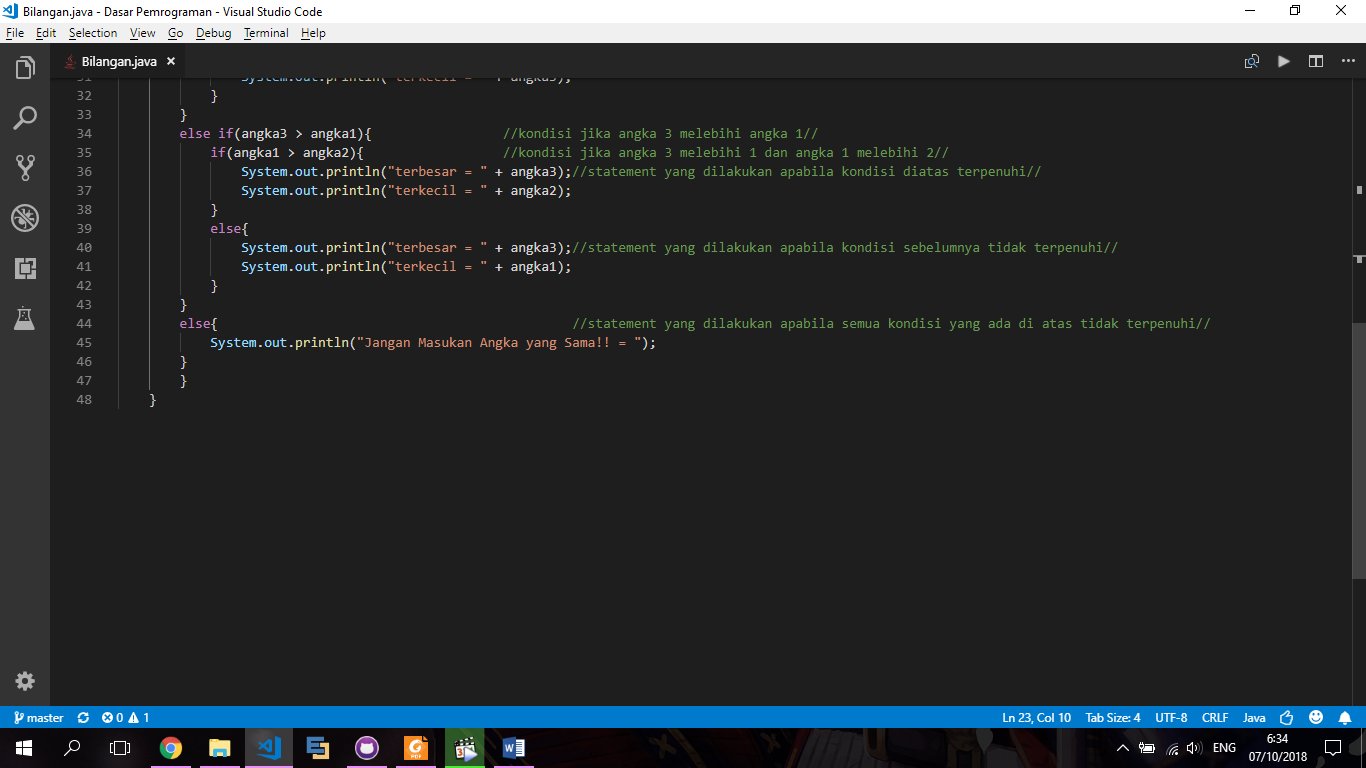 Bilangan.java - Dasar Pemrograman - Visual Studio Code
File Edit Selection View Go Debug Terminal Help
Bilangan.java
31 System.out.println("terkecil = " + angka3);
32 }
33 }
34 else if(angka3 > angka1){ //kondisi jika angka 3 melebihi angka 1//
35 if(angka1 > angka2){ //kondisi jika angka 3 melebihi 1 dan angka 1 melebihi 2//
36 System.out.println("terbesar = " + angka3);//statement yang dilakukan apabila kondisi diatas terpenuhi//
37 System.out.println("terkecil = " + angka2);
38 }
39 else{
40 System.out.println("terbesar = " + angka3);//statement yang dilakukan apabila kondisi sebelumnya tidak terpenuhi//
41 System.out.println("terkecil = " + angka1);
42 }
43 }
44 else{ //statement yang dilakukan apabila semua kondisi yang ada di atas tidak terpenuhi//
45 System.out.println("Jangan Masukan Angka yang Sama!! = ");
46 }
47 }
48 }
master 0 1 Ln 23, Col 10 Tab Size: 4 UTF-8 CRLF Java
ENG 6:34
07/10/2018